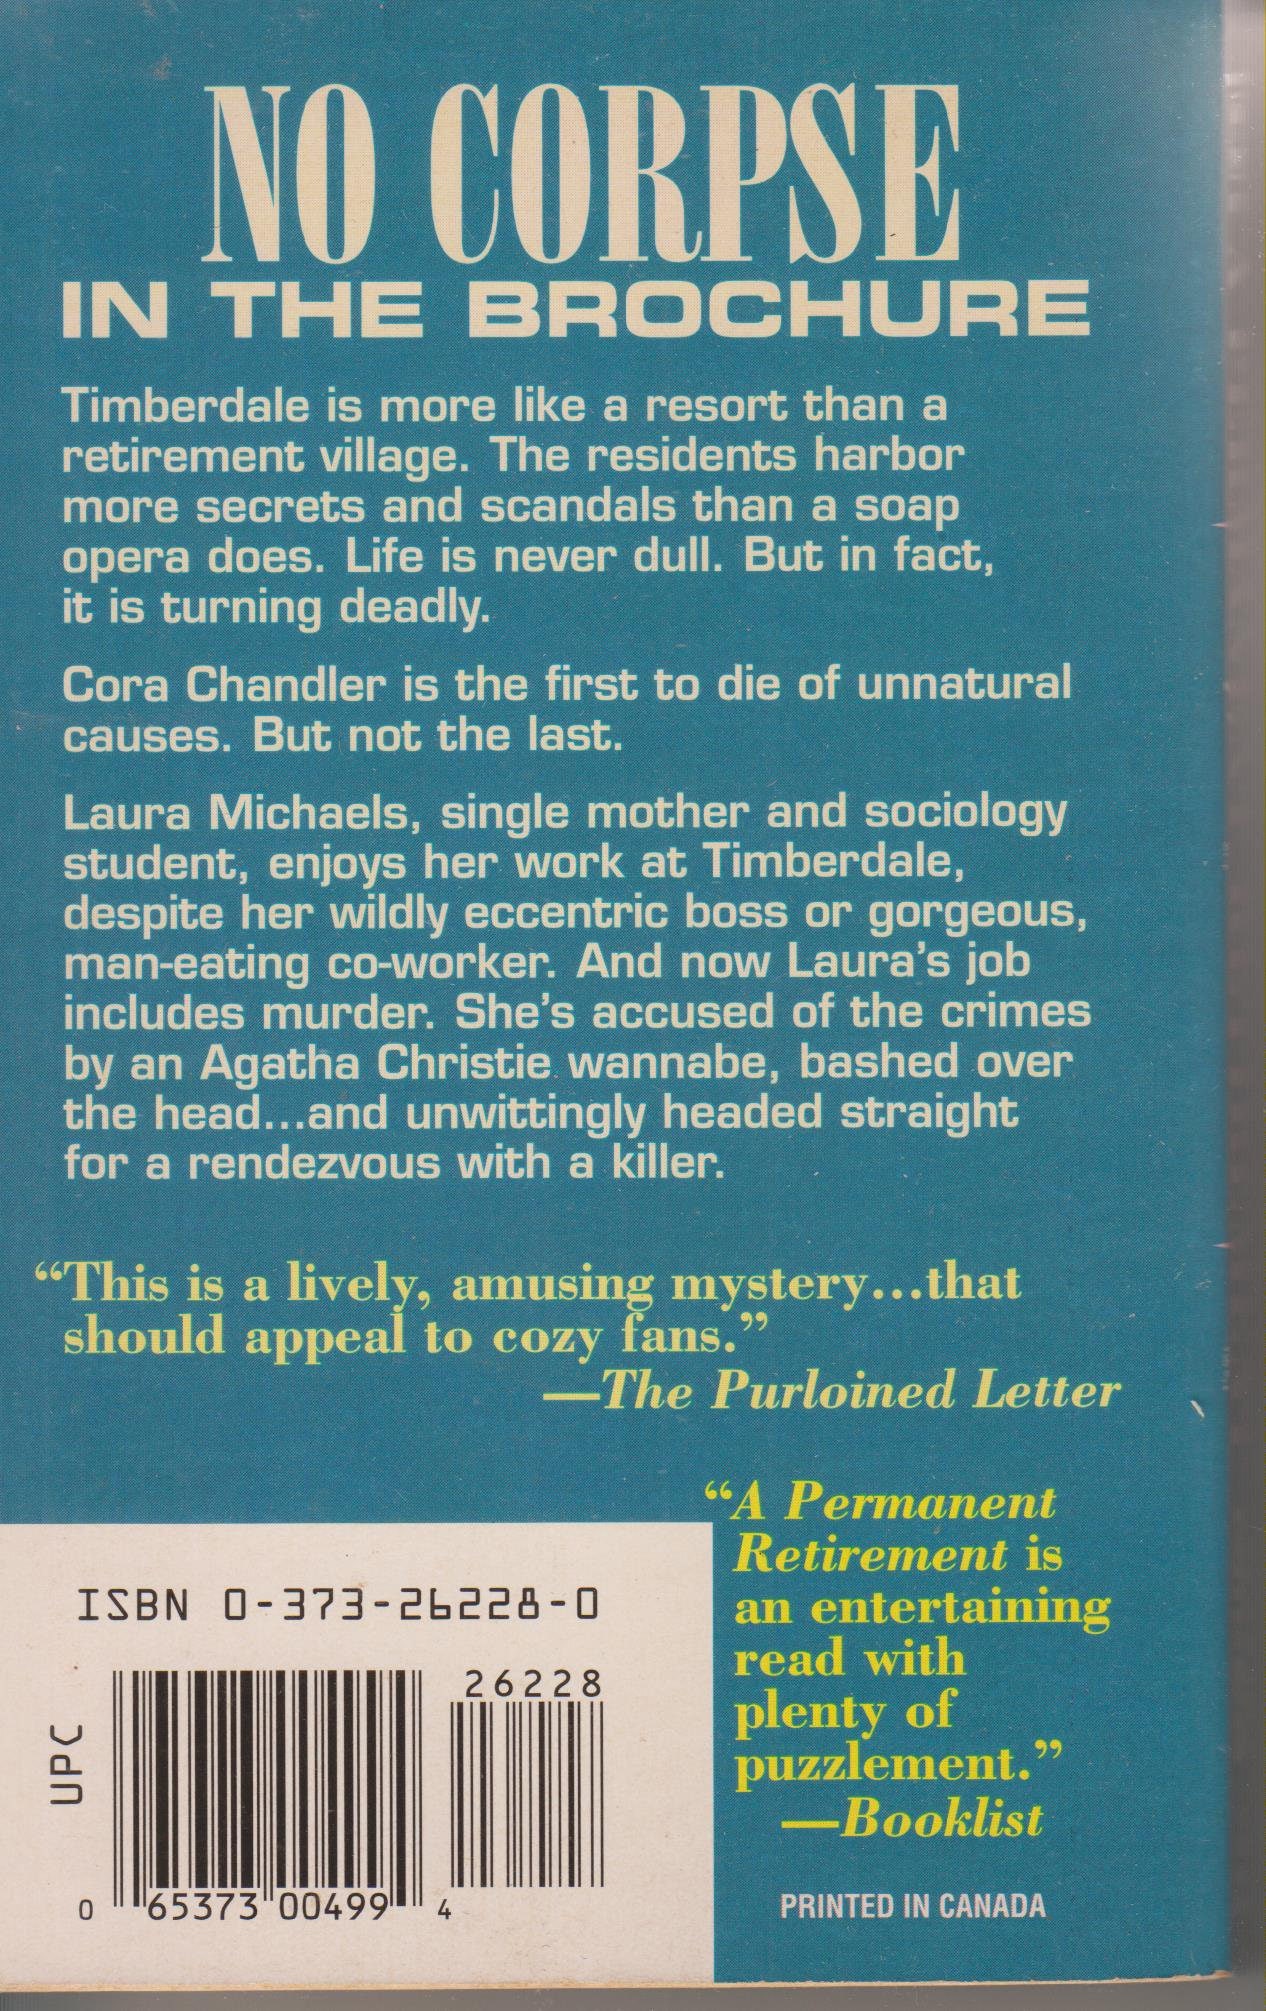 NO CORPSE
IN THE BROCHURE
Timberdale is more like a resort than a
retirement village. The residents harbor
more secrets and scandals than a soap
opera does. Life is never dull. But in fact,
it is turning deadly.
Cora Chandler is the first to die of unnatural
causes. But not the last.
Laura Michaels, single mother and sociology
student, enjoys her work at Timberdale,
despite her wildly eccentric boss or gorgeous,
man-eating co-worker. And now Laura's job
includes murder. She's accused of the crimes
by an Agatha Christie wannabe, bashed over
the head...and unwittingly headed straight
for a rendezvous with a killer.
“This is a lively, amusing mystery...that
should appeal to cozy fans.”
—The Purloined Letter
“A Permanent
Retirement is
an entertaining
read with
plenty of
puzzlement.”
—Booklist
PRINTED IN CANADA
ISBN 0-373-26228-0
26228
UPC
0 65373 00499 4